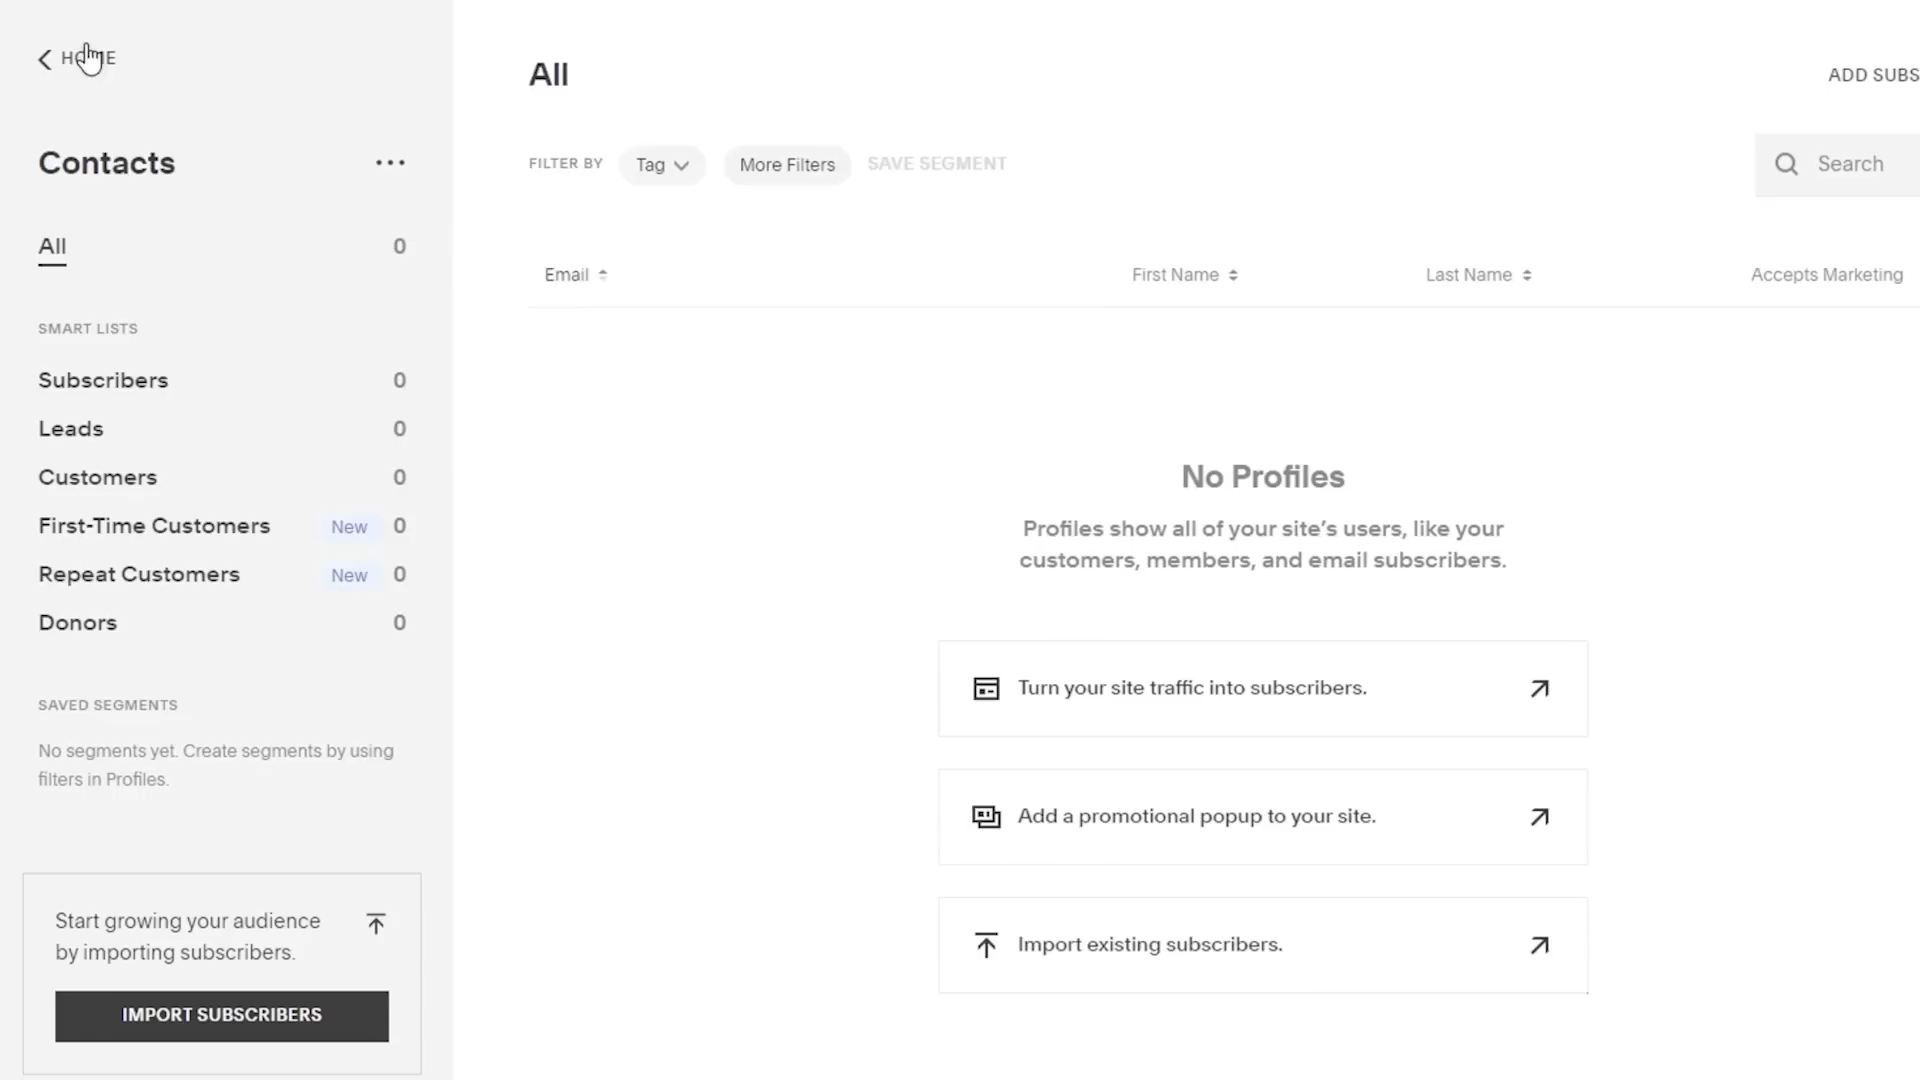 HOME
Contacts
All 0
SMART LISTS
Subscribers 0
Leads 0
Customers 0
First-Time Customers New 0
Repeat Customers New 0
Donors 0
SAVED SEGMENTS
No segments yet. Create segments by using
filters in Profiles.
Start growing your audience
by importing subscribers.
IMPORT SUBSCRIBERS
All
ADD SUBS
FILTER BY Tag More Filters SAVE SEGMENT
Search
Email First Name Last Name Accepts Marketing
No Profiles
Profiles show all of your site’s users, like your
customers, members, and email subscribers.
Turn your site traffic into subscribers.
Add a promotional popup to your site.
Import existing subscribers.